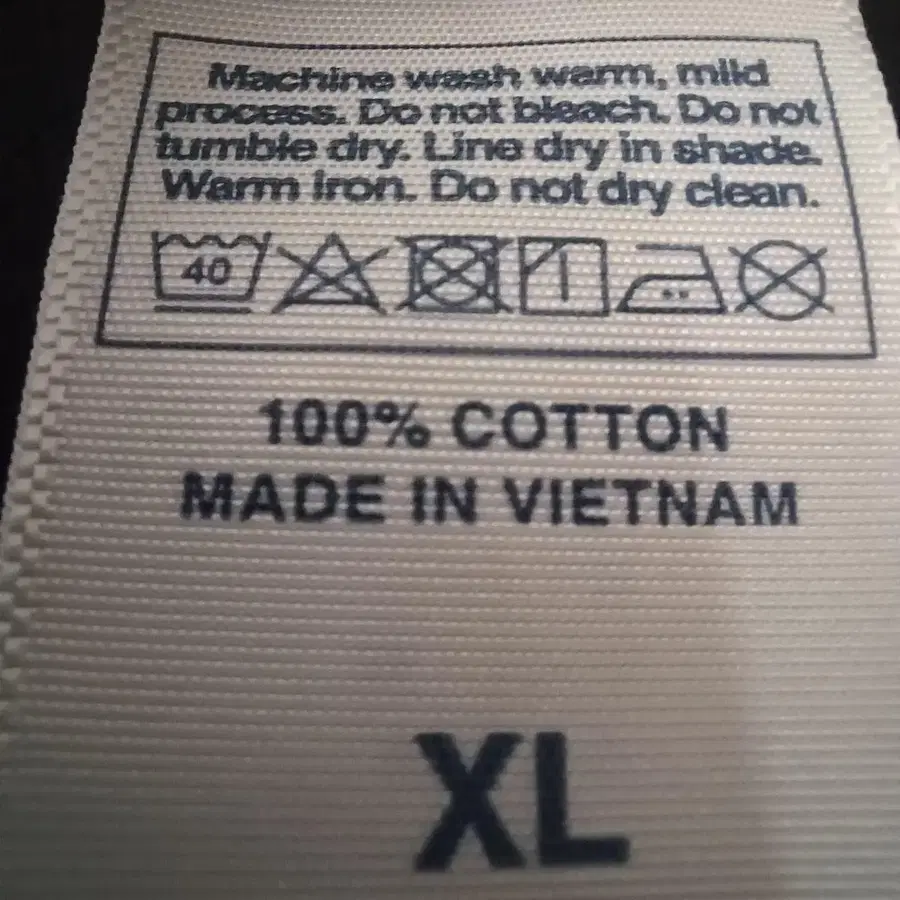 Machine wash warm, mild
process. Do not bleach. Do not
tumble dry. Line dry in shade.
Warm iron. Do not dry clean.
40
100% COTTON
MADE IN VIETNAM
XL